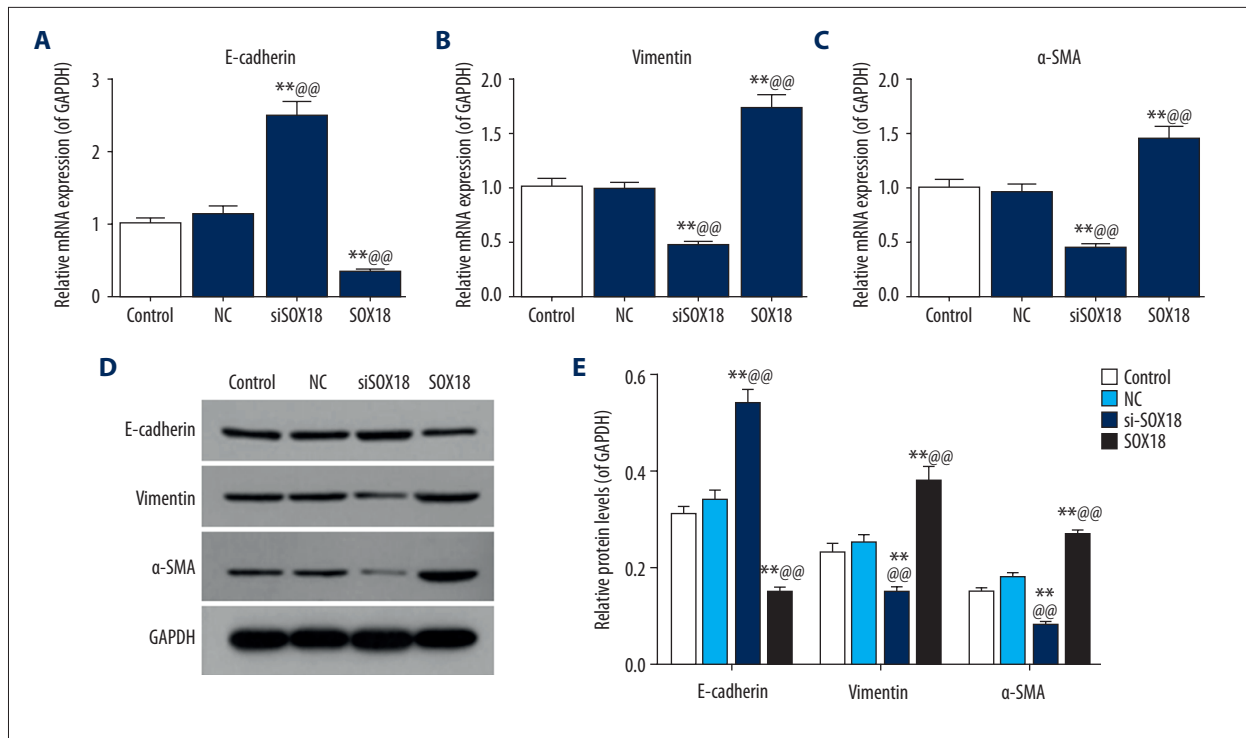 A
E-cadherin
Relative mRNA expression (of GAPDH)
3
2
1
0
**@@
**@@
Control NC siSOX18 SOX18
B
Vimentin
Relative mRNA expression (of GAPDH)
2.0
1.5
1.0
0.5
0.0
**@@
**@@
Control NC siSOX18 SOX18
C
α-SMA
Relative mRNA expression (of GAPDH)
2.0
1.5
1.0
0.5
0.0
**@@
**@@
Control NC siSOX18 SOX18
D
Control NC siSOX18 SOX18
E-cadherin
Vimentin
α-SMA
GAPDH
E
Relative protein levels (of GAPDH)
0.6
0.4
0.2
0.0
**@@
**@@
**@@
**
@@
**@@
**
@@
Control
NC
si-SOX18
SOX18
E-cadherin Vimentin α-SMA